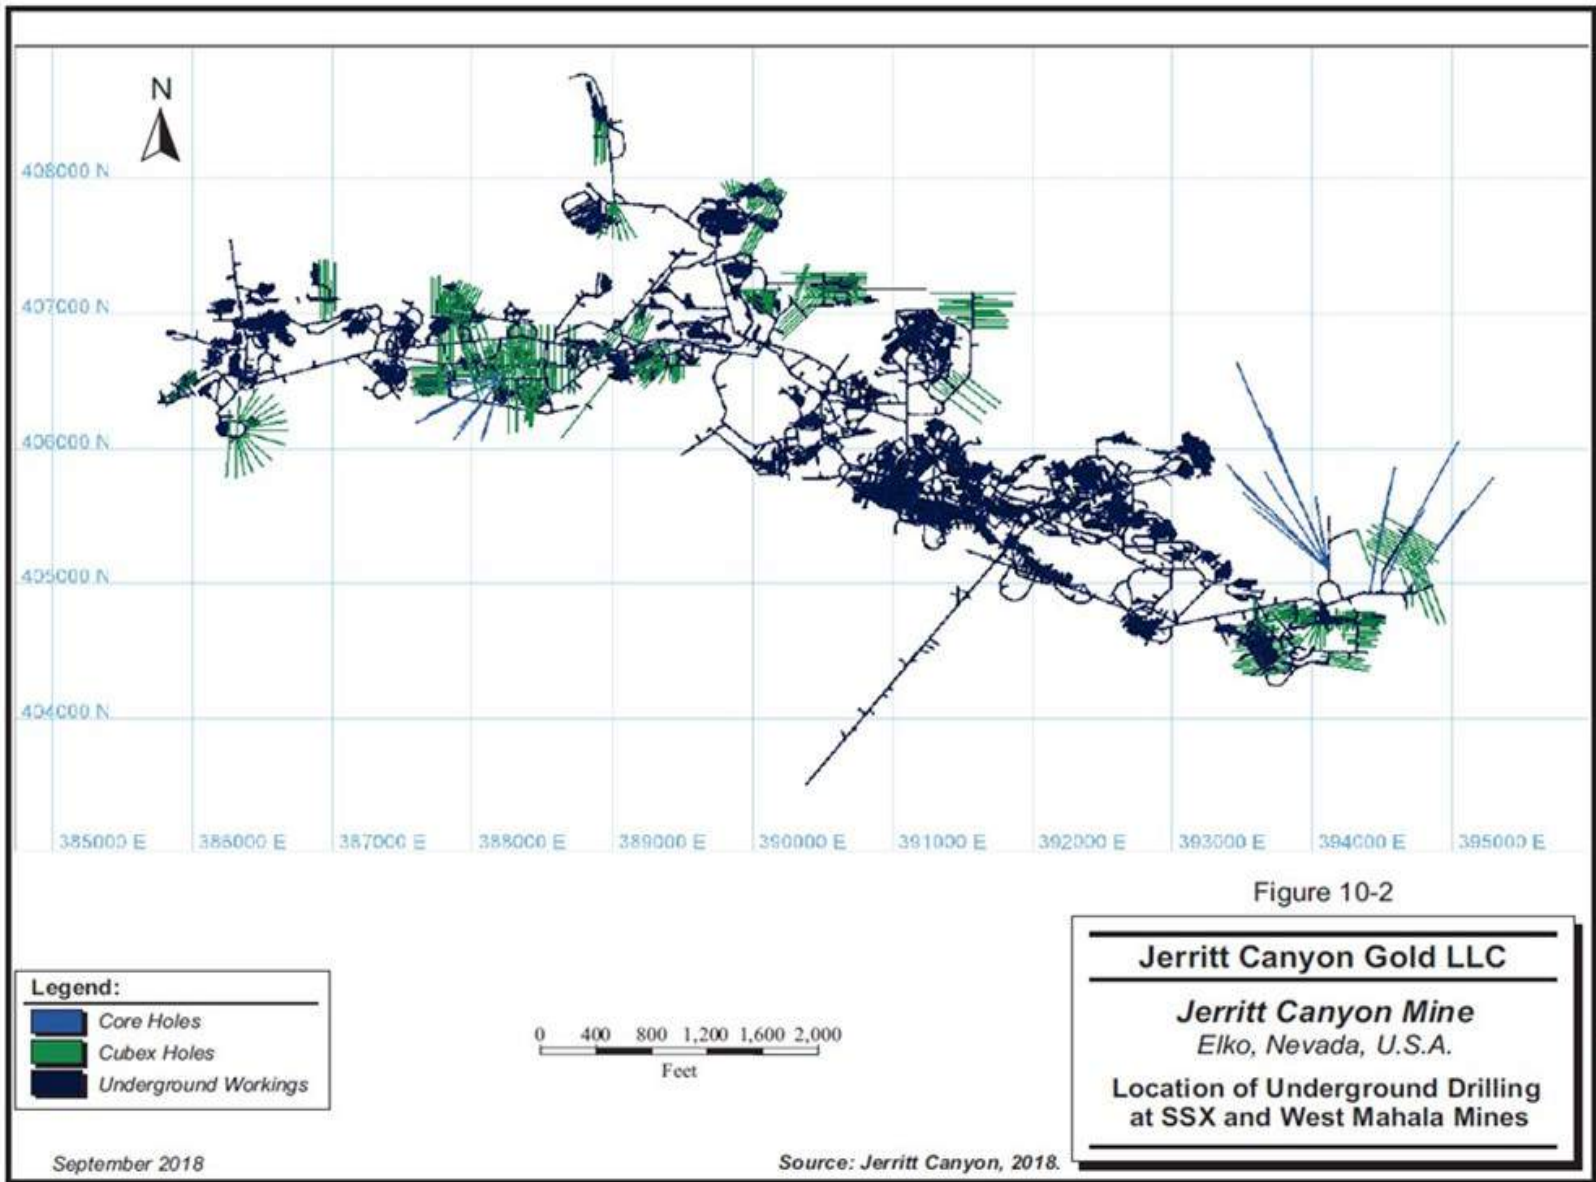 N
408000 N
407000 N
406000 N
405000 N
404000 N
385000 E
386000 E
387000 E
388000 E
389000 E
390000 E
391000 E
392000 E
393000 E
394000 E
395000 E
Figure 10-2
Jerritt Canyon Gold LLC
Jerritt Canyon Mine
Elko, Nevada, U.S.A.
Location of Underground Drilling
at SSX and West Mahala Mines
Legend:
Core Holes
Cubex Holes
Underground Workings
0 400 800 1,200 1,600 2,000
Feet
September 2018
Source: Jerritt Canyon, 2018.